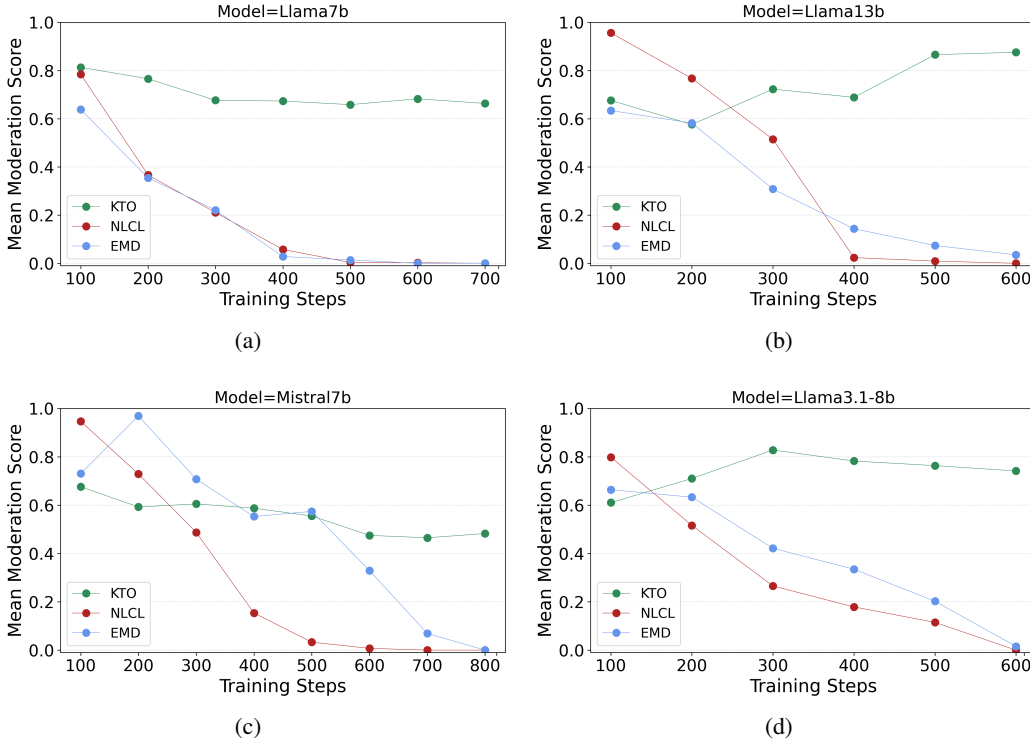 Model=Llama7b
1.0
0.8
0.6
0.4
0.2
0.0
Mean Moderation Score
KTO
NLCL
EMD
100 200 300 400 500 600 700
Training Steps
(a)
Model=Llama13b
1.0
0.8
0.6
0.4
0.2
0.0
Mean Moderation Score
KTO
NLCL
EMD
100 200 300 400 500 600
Training Steps
(b)
Model=Mistral7b
1.0
0.8
0.6
0.4
0.2
0.0
Mean Moderation Score
KTO
NLCL
EMD
100 200 300 400 500 600 700 800
Training Steps
(c)
Model=Llama3.1-8b
1.0
0.8
0.6
0.4
0.2
0.0
Mean Moderation Score
KTO
NLCL
EMD
100 200 300 400 500 600
Training Steps
(d)